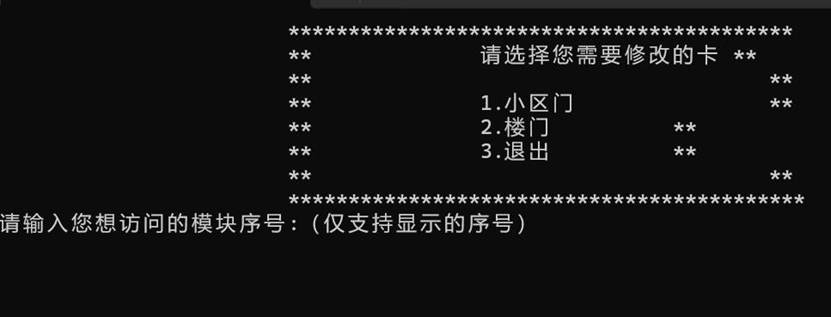 ******************************************
**              请选择您需要修改的卡 **
**                                      **
**              1.小区门                **
**              2.楼门          **
**              3.退出          **
**                                      **
*******************************************
请输入您想访问的模块序号:(仅支持显示的序号)